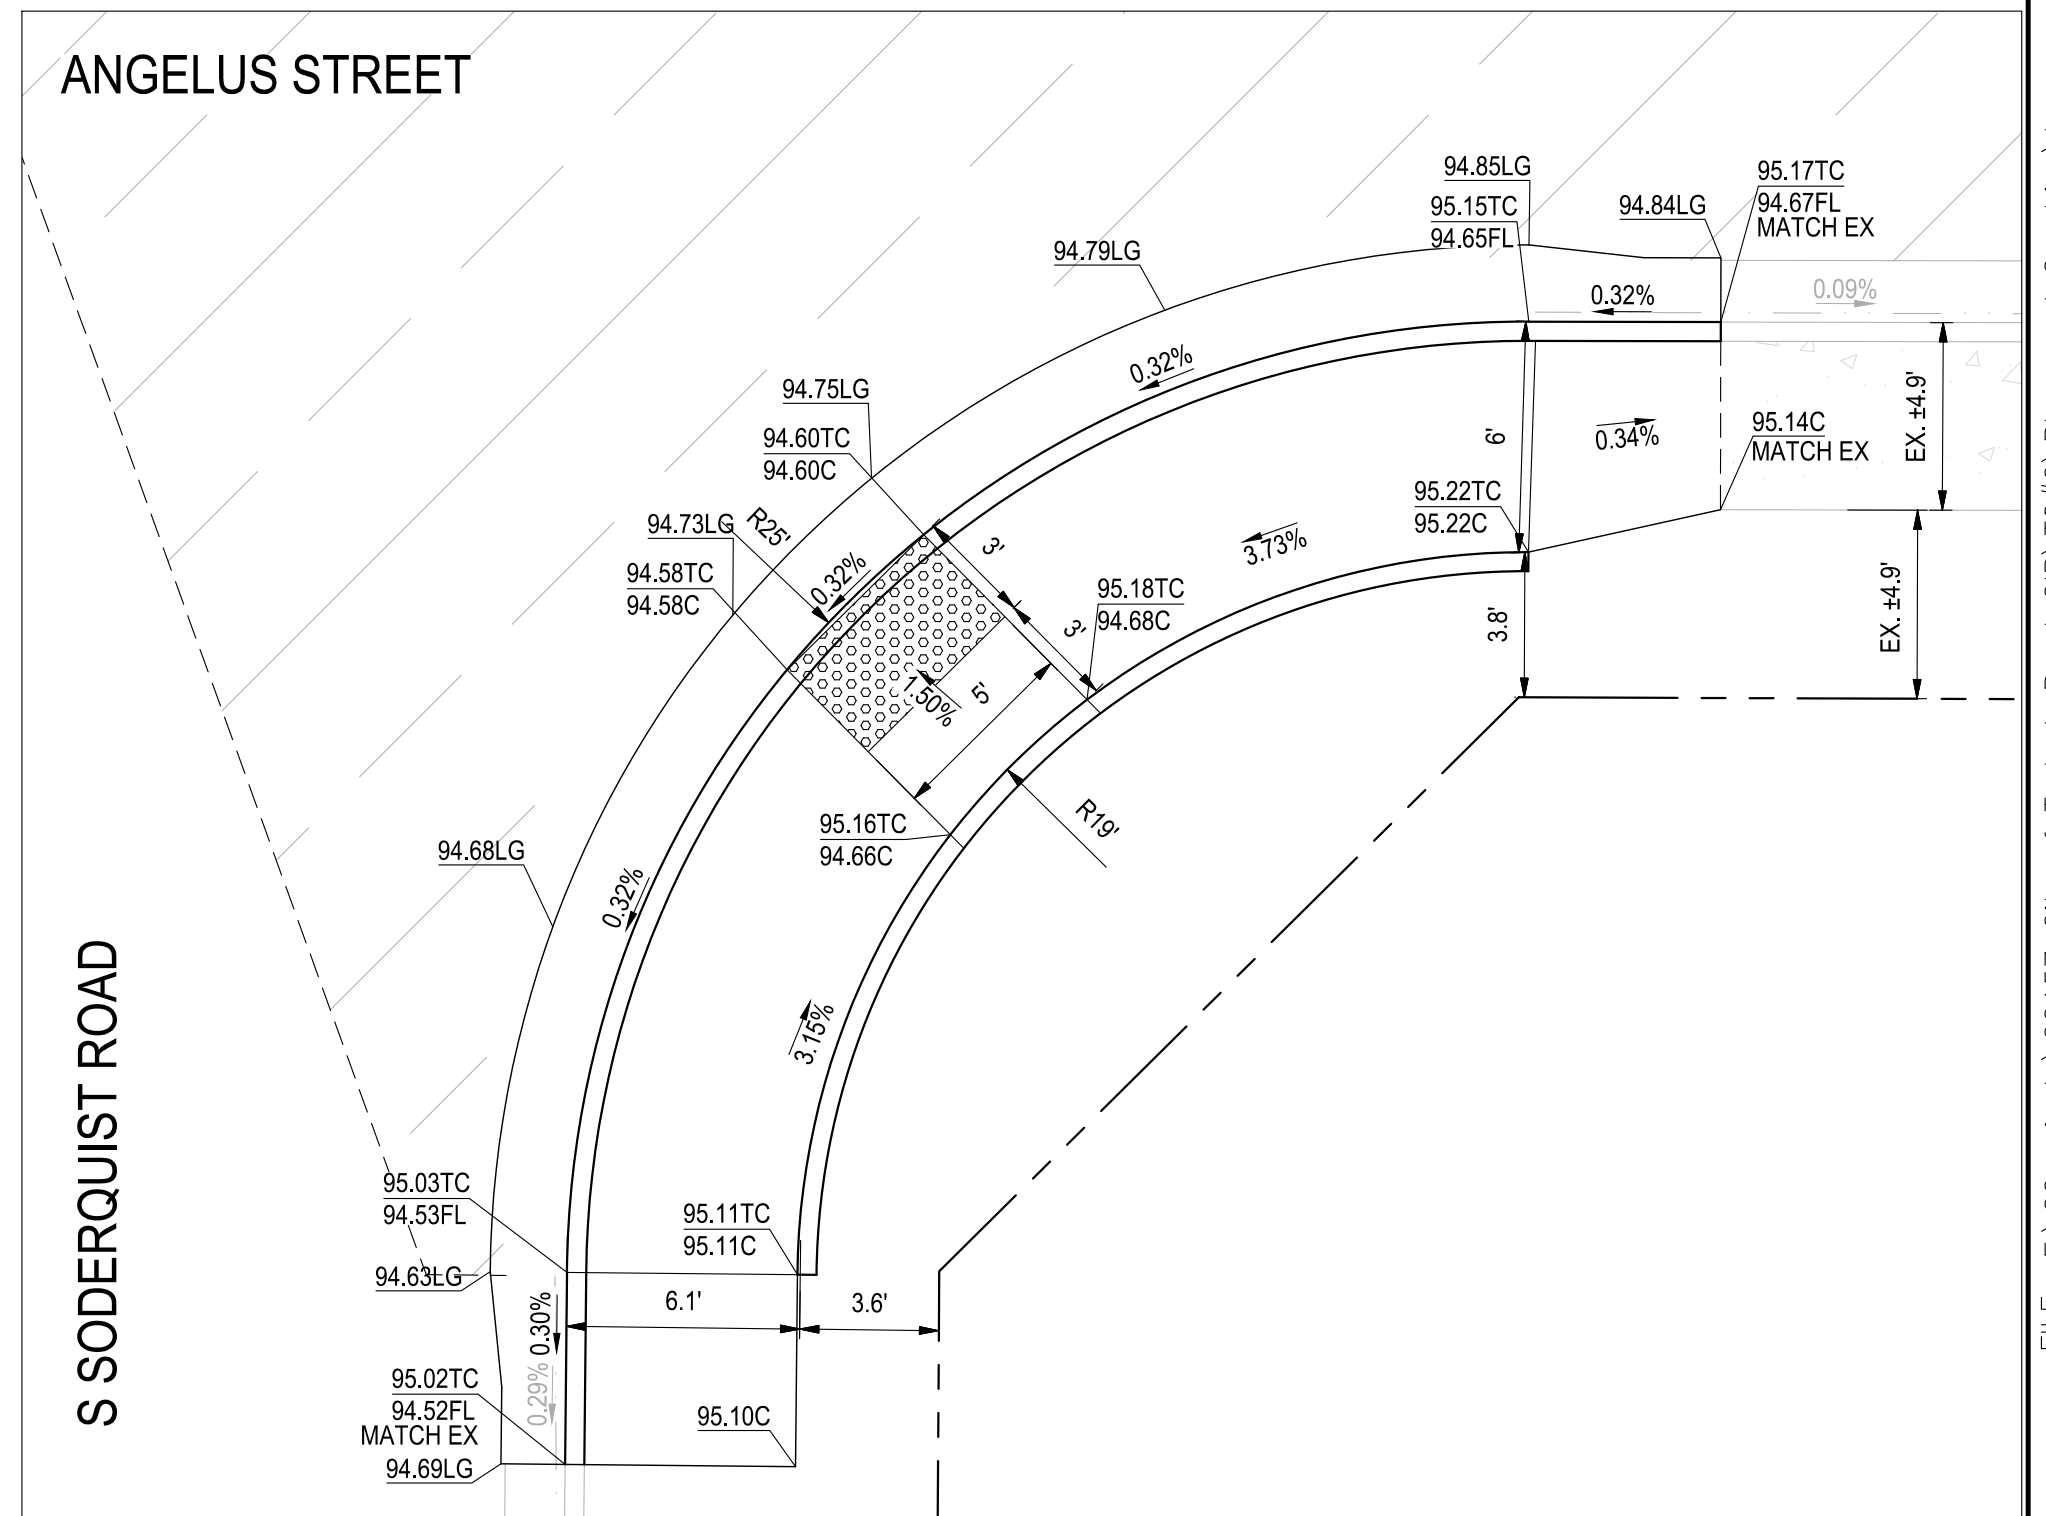 ANGELUS STREET
94.85LG
95.17TC
94.67FL
MATCH EX
95.15TC
94.65FL
94.84LG
94.79LG
0.32%
0.09%
0.32%
94.75LG
94.60TC
94.60C
EX. ±4.9'
6'
0.34%
95.14C
MATCH EX
94.73LG
R25'
95.22TC
95.22C
3'
3.73%
94.58TC
94.58C
0.32%
95.18TC
94.68C
3'
3.8'
EX. ±4.9'
1.50%
5'
95.16TC
94.66C
R19'
94.68LG
0.32%
3.15%
S SODERQUIST ROAD
95.03TC
94.53FL
95.11TC
95.11C
94.63LG
6.1'
3.6'
0.30%
0.29%
95.02TC
94.52FL
MATCH EX
94.69LG
95.10C